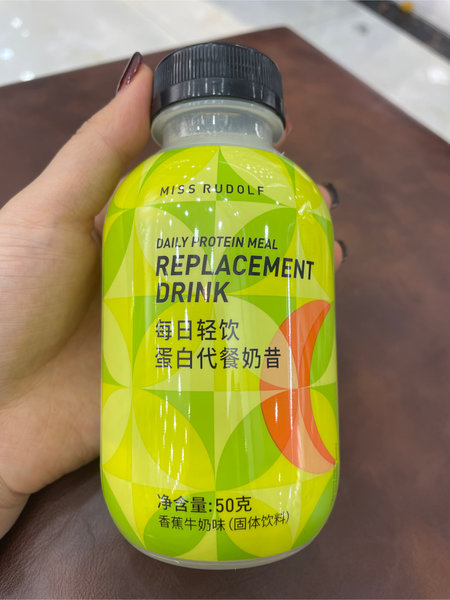 MISS RUDOLF
DAILY PROTEIN MEAL
REPLACEMENT
DRINK
每日轻饮
蛋白代餐奶昔
净含量:50克
香蕉牛奶味(固体饮料)